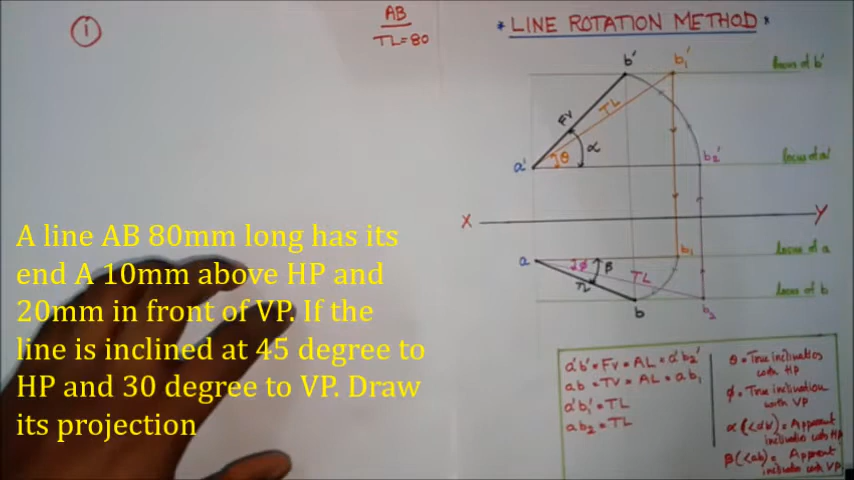 i
AB
TL=80
* LINE ROTATION METHOD *
b'
b₁'
locus of b'
FV
TL
θ
α
a'
b₂'
locus of a'
X
Y
a
φ
β
b₁
locus of a
TL
TL
b
b₂
locus of b
A line AB 80mm long has its
end A 10mm above HP and
20mm in front of VP. If the
line is inclined at 45 degree to
HP and 30 degree to VP. Draw
its projection
a'b' = FV = AL = a'b₂'
ab = TV = AL = ab₁
a'b₁' = TL
ab₂ = TL
θ = True inclination
with HP
φ = True inclination
with VP
= Apparent
inclination with HP
β (<ab) = Apparent
inclination with VP